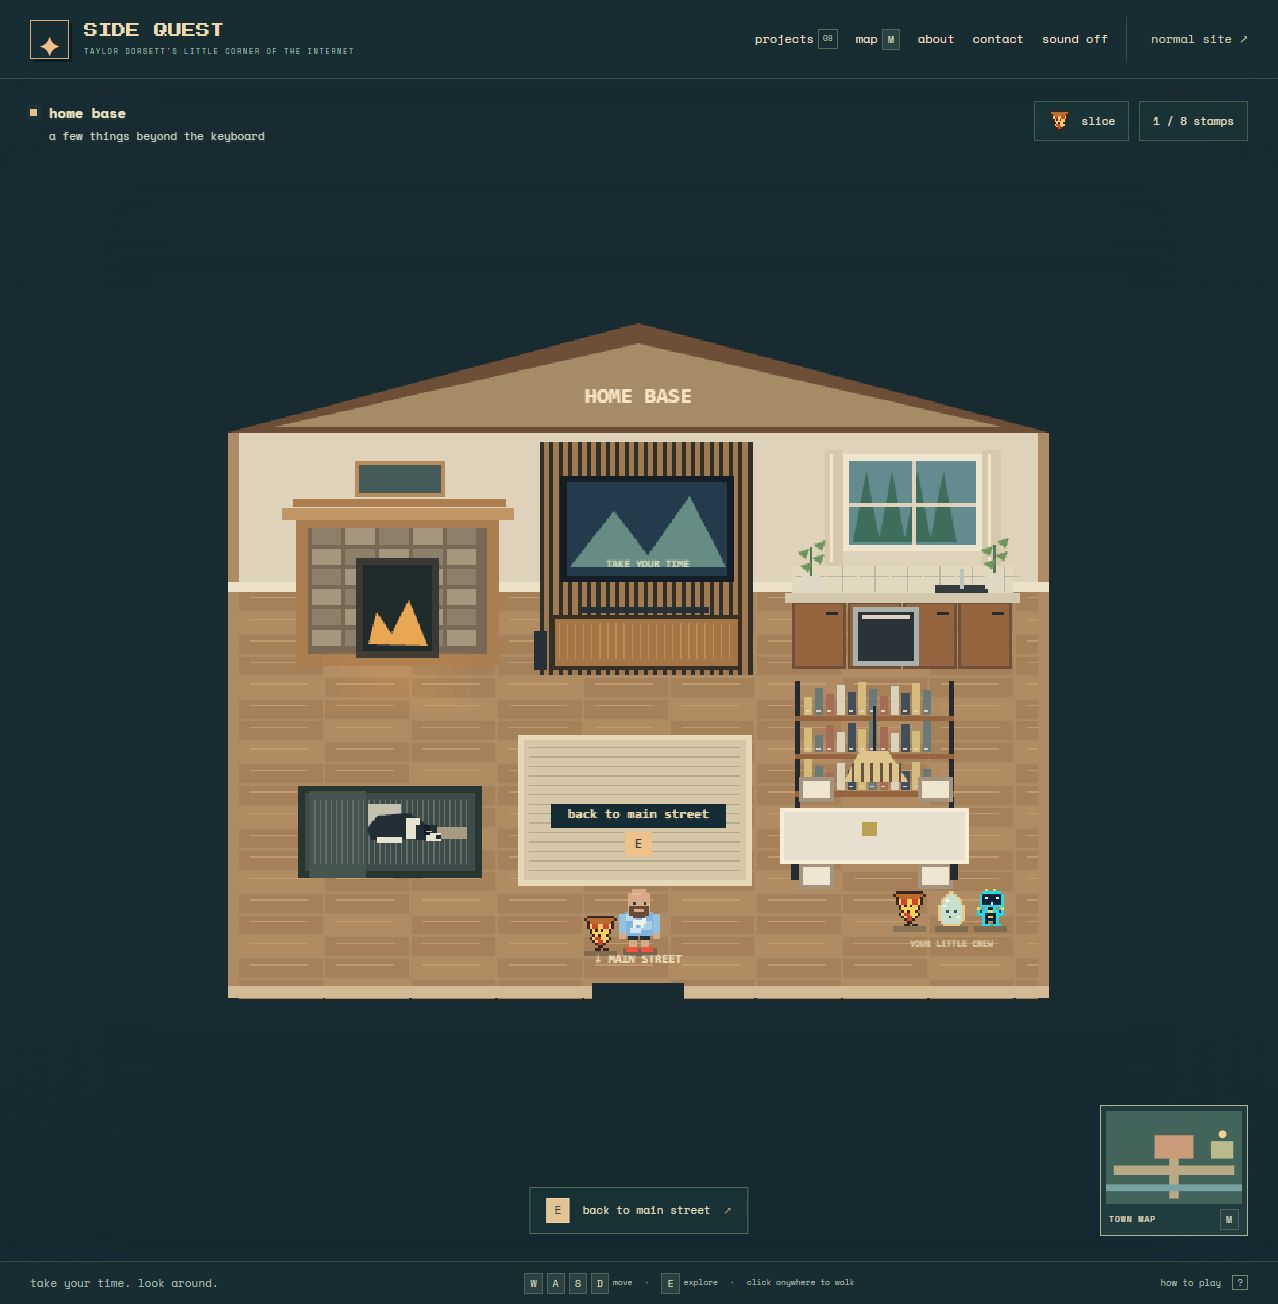 SIDE QUEST
TAYLOR DORSETT'S LITTLE CORNER OF THE INTERNET
projects 08 map M about contact sound off normal site ↗
home base
a few things beyond the keyboard
slice
1 / 8 stamps
HOME BASE
TAKE YOUR TIME
back to main street
E
YOUR LITTLE CREW
↓ MAIN STREET
E back to main street ↗
TOWN MAP M
take your time. look around.
W A S D move · E explore · click anywhere to walk
how to play ?